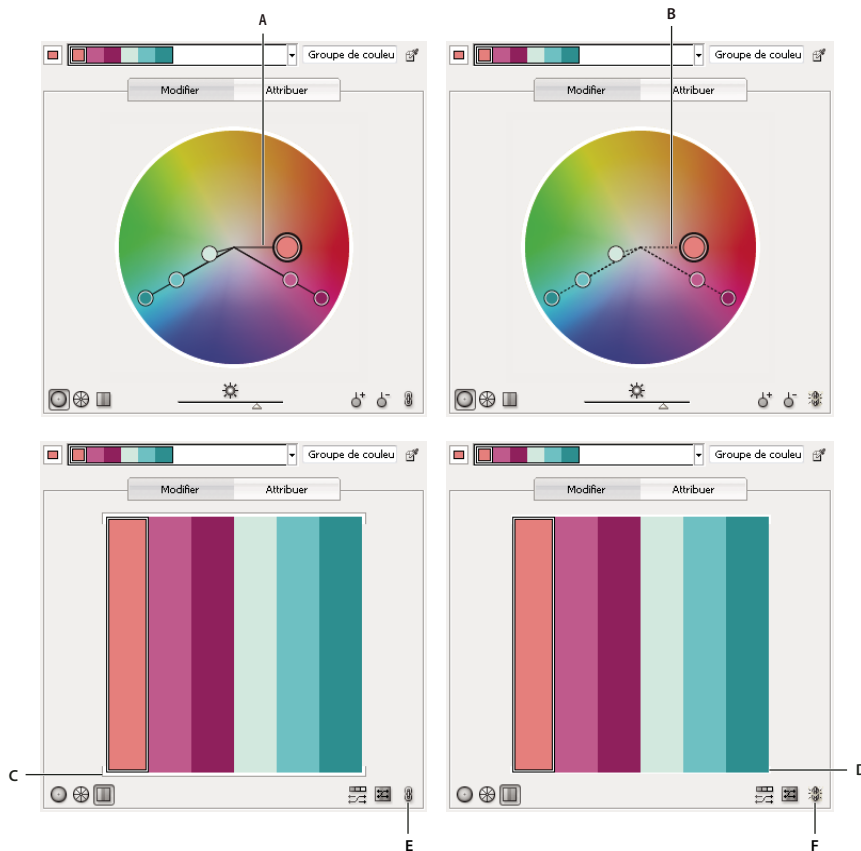 A
B
Groupe de couleu
Groupe de couleu
Modifier
Attribuer
Modifier
Attribuer
Groupe de couleu
Groupe de couleu
Modifier
Attribuer
Modifier
Attribuer
C
D
E
F